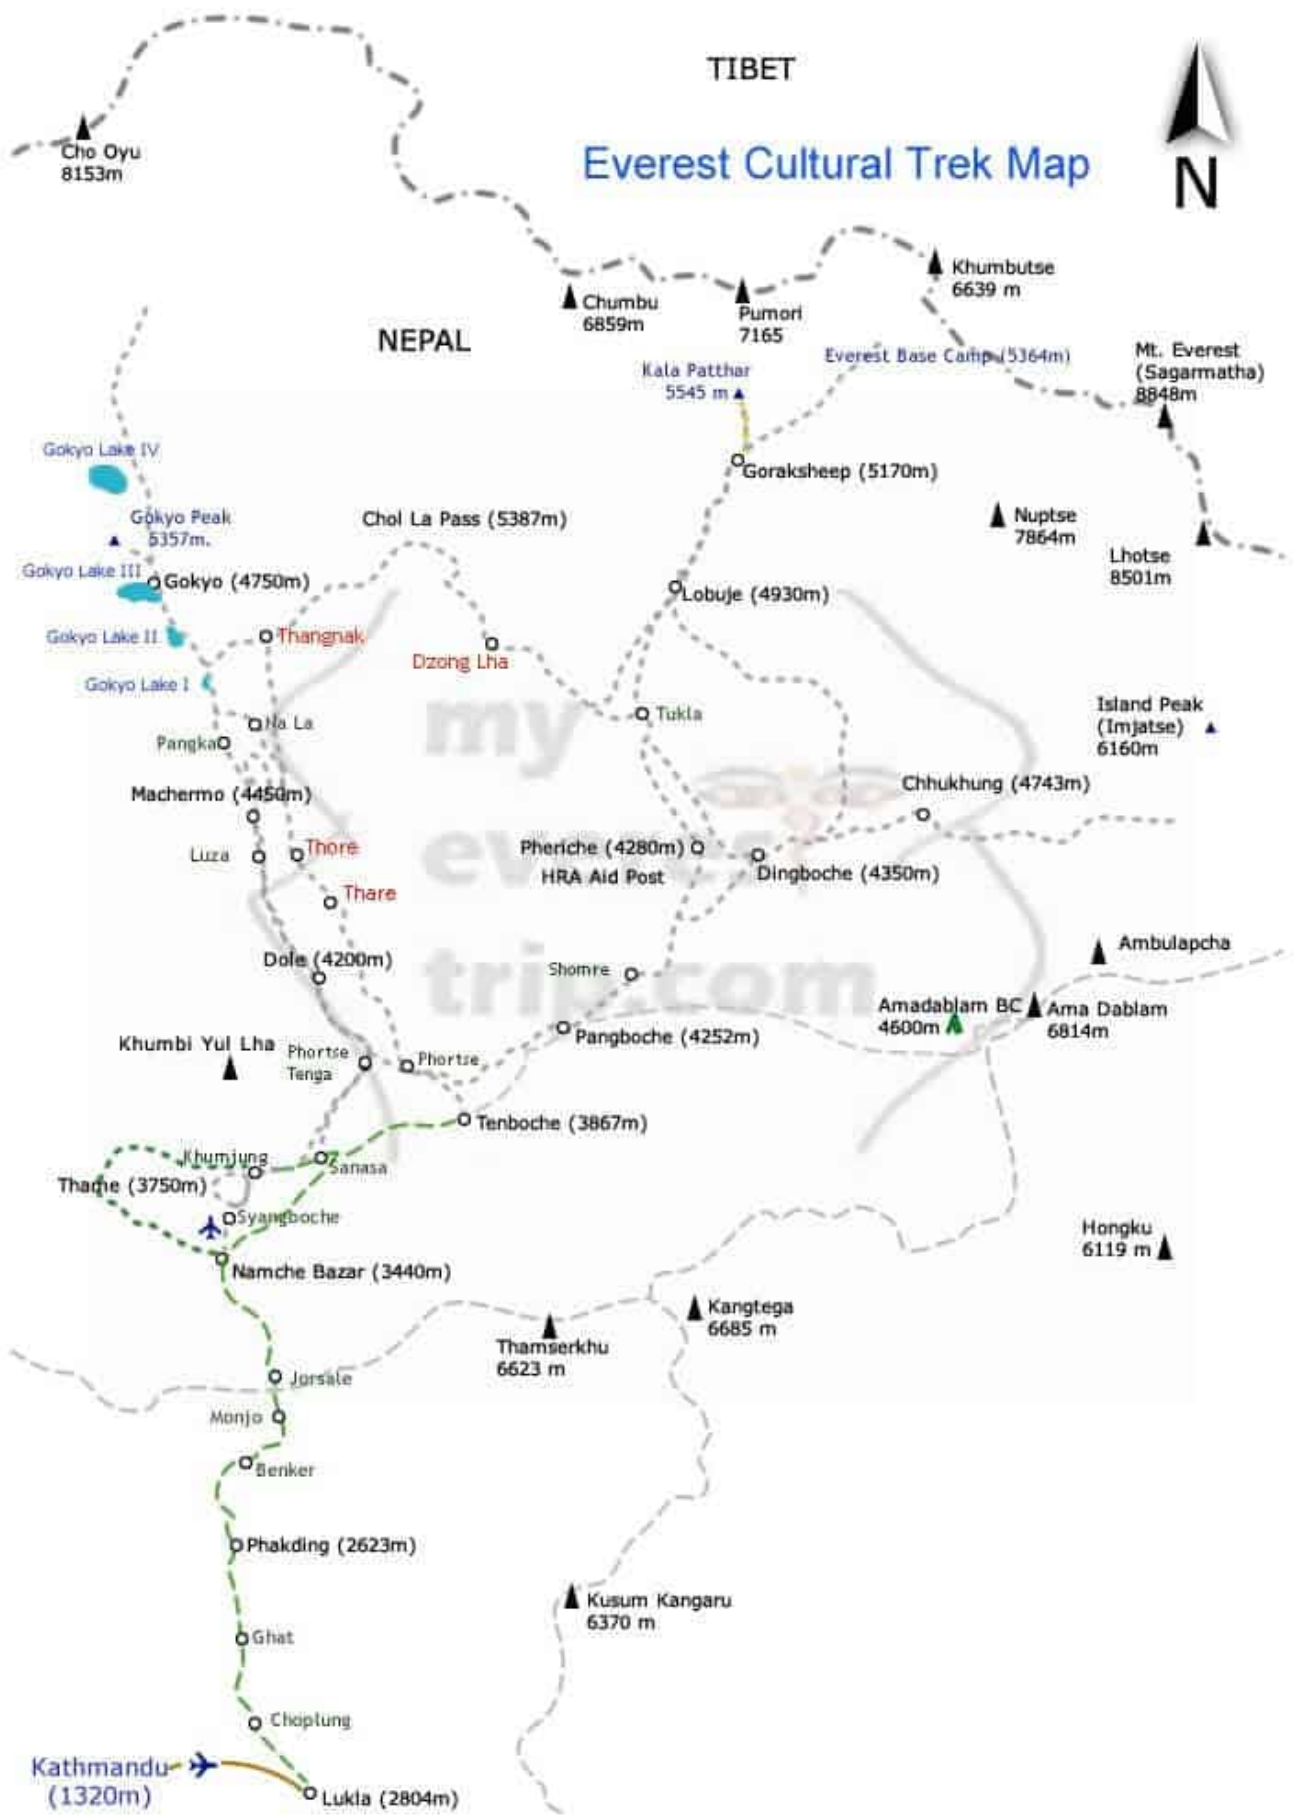 TIBET
Everest Cultural Trek Map
N
Cho Oyu
8153m
Khumbutse
6639 m
Chumbu
6859m
Pumori
7165
NEPAL
Everest Base Camp (5364m)
Mt. Everest
(Sagarmatha)
8848m
Kala Patthar
5545 m
Gokyo Lake IV
Goraksheep (5170m)
Gokyo Peak
5357m.
Chol La Pass (5387m)
Nuptse
7864m
Lhotse
8501m
Gokyo Lake III
Gokyo (4750m)
Lobuje (4930m)
Gokyo Lake II
Thangnak
Dzong Lha
Gokyo Lake I
Island Peak
(Imjatse)
6160m
my
everest
trip.com
Na La
Tukla
Pangka
Machermo (4450m)
Chhukhung (4743m)
Luza
Thore
Pheriche (4280m)
HRA Aid Post
Dingboche (4350m)
Thare
Ambulapcha
Dole (4200m)
Shomre
Amadablam BC
4600m
Ama Dablam
6814m
Pangboche (4252m)
Khumbi Yul Lha
Phortse
Tenga
Phortse
Tenboche (3867m)
Khumjung
Sanasa
Thame (3750m)
Syangboche
Hongku
6119 m
Namche Bazar (3440m)
Kangtega
6685 m
Thamserkhu
6623 m
Jorsale
Monjo
Benker
Phakding (2623m)
Kusum Kangaru
6370 m
Ghat
Choplung
Kathmandu
(1320m)
Lukla (2804m)